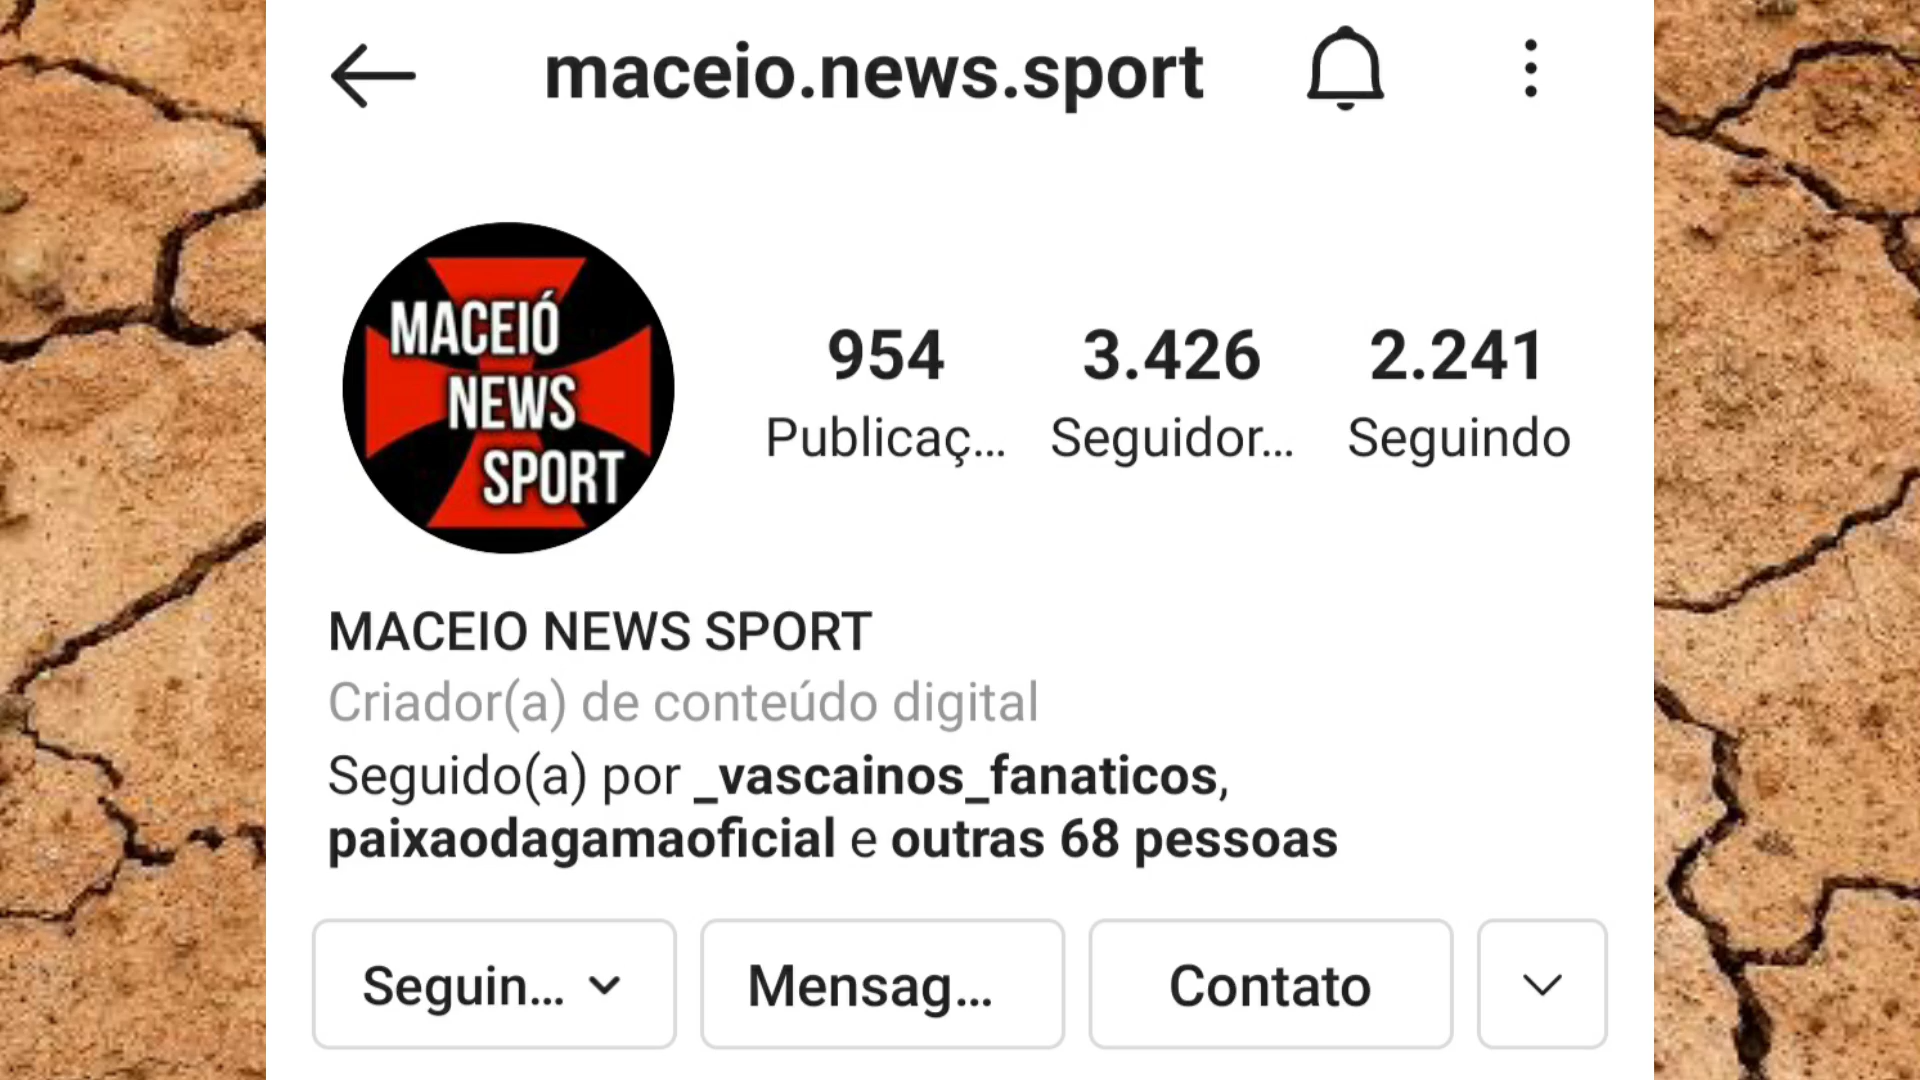 maceio.news.sport
MACEIÓ
NEWS
SPORT
954 3.426 2.241
Publicaç... Seguidor... Seguindo
MACEIO NEWS SPORT
Criador(a) de conteúdo digital
Seguido(a) por _vascainos_fanaticos,
paixaodagamaoficial e outras 68 pessoas
Seguin... Mensag... Contato